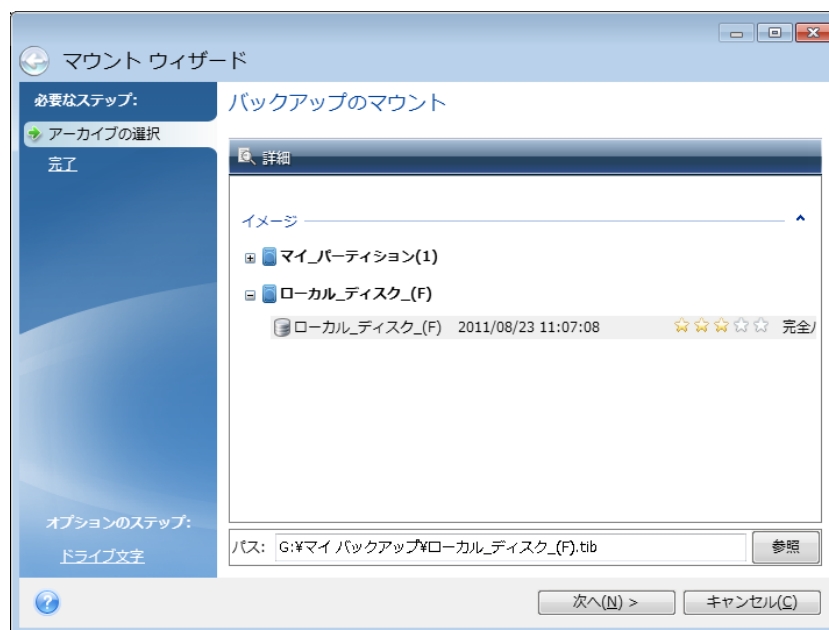 マウント ウィザード
必要なステップ:
アーカイブの選択
完了
オプションのステップ:
ドライブ文字
バックアップのマウント
詳細
イメージ
マイ_パーティション(1)
ローカル_ディスク_(F)
ローカル_ディスク_(F) 2011/08/23 11:07:08 完全
パス: G:¥マイ バックアップ¥ローカル_ディスク_(F).tib 参照
次へ(N) > キャンセル(C)